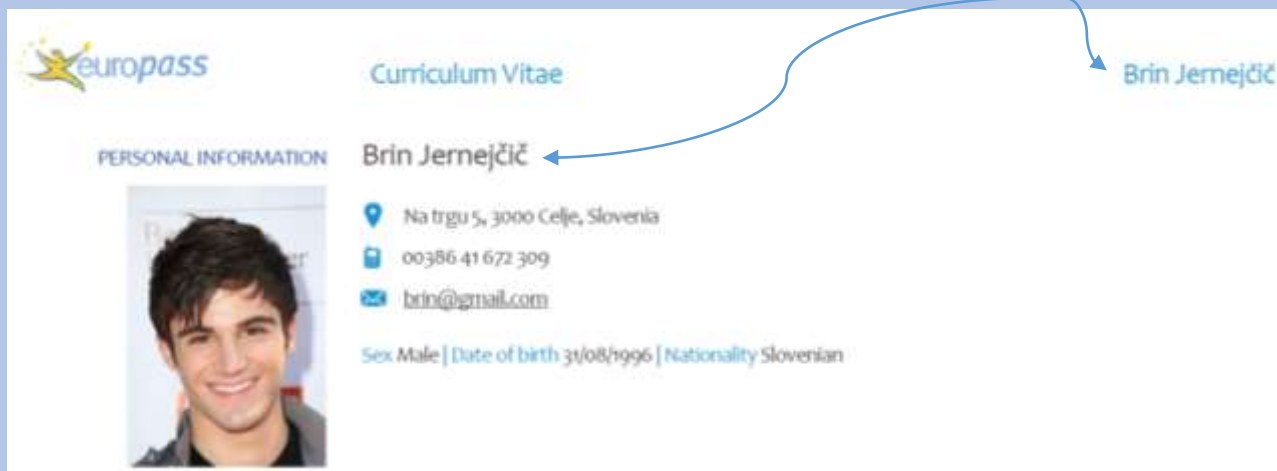 europass
Curriculum Vitae
Brin Jernejčič
PERSONAL INFORMATION
Brin Jernejčič
Na trgu 5, 3000 Celje, Slovenia
00386 41 672 309
brin@gmail.com
Sex Male | Date of birth 31/08/1996 | Nationality Slovenian